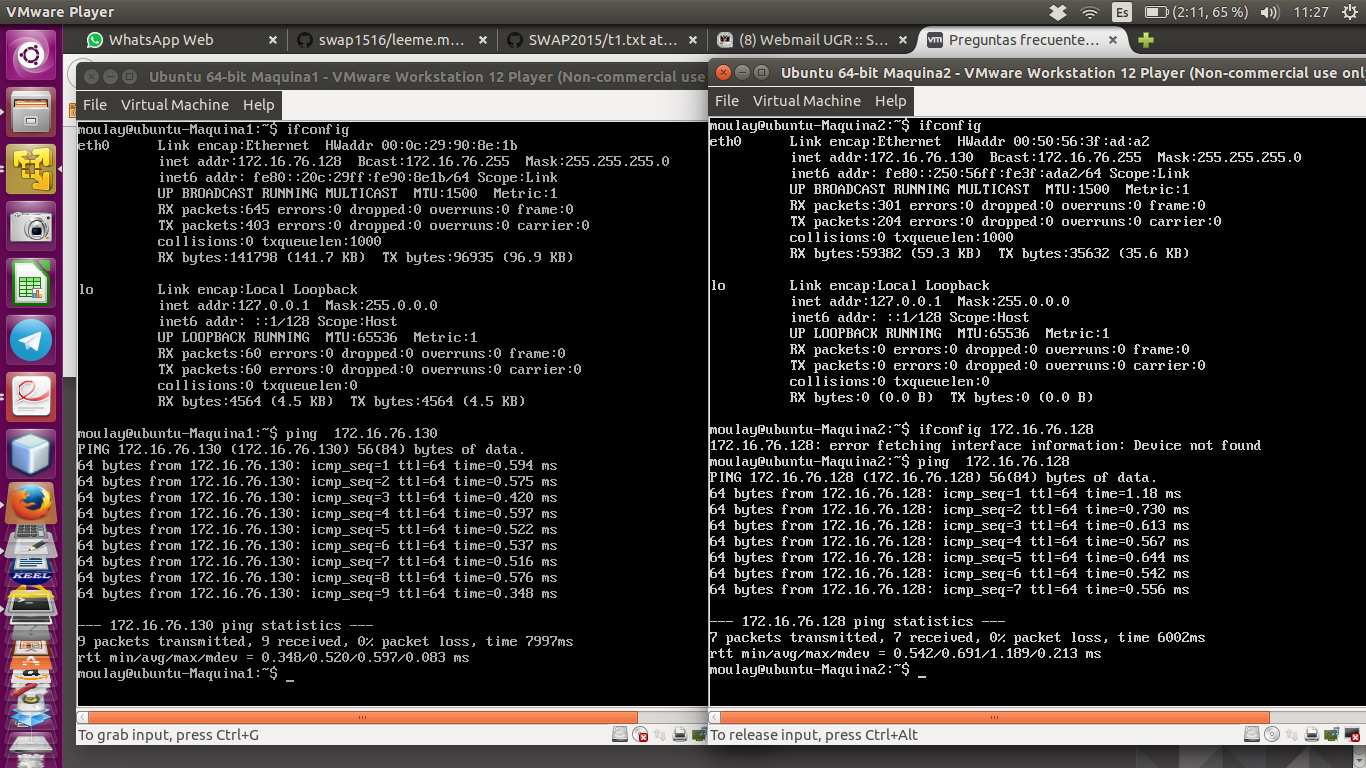 VMware Player
Es
(2:11, 65 %)
11:27
WhatsApp Web
swap1516/leeme.m...
SWAP2015/t1.txt at...
(8) Webmail UGR :: S...
Preguntas frecuente...
Ubuntu 64-bit Maquina1 - VMware Workstation 12 Player (Non-commercial use
File Virtual Machine Help
moulay@ubuntu-Maquina1:~$ ifconfig
eth0 Link encap:Ethernet HWaddr 00:0c:29:90:8e:1b
inet addr:172.16.76.128 Bcast:172.16.76.255 Mask:255.255.255.0
inet6 addr: fe80::20c:29ff:fe90:8e1b/64 Scope:Link
UP BROADCAST RUNNING MULTICAST MTU:1500 Metric:1
RX packets:645 errors:0 dropped:0 overruns:0 frame:0
TX packets:403 errors:0 dropped:0 overruns:0 carrier:0
collisions:0 txqueuelen:1000
RX bytes:141798 (141.7 KB) TX bytes:96935 (96.9 KB)
lo Link encap:Local Loopback
inet addr:127.0.0.1 Mask:255.0.0.0
inet6 addr: ::1/128 Scope:Host
UP LOOPBACK RUNNING MTU:65536 Metric:1
RX packets:60 errors:0 dropped:0 overruns:0 frame:0
TX packets:60 errors:0 dropped:0 overruns:0 carrier:0
collisions:0 txqueuelen:0
RX bytes:4564 (4.5 KB) TX bytes:4564 (4.5 KB)
moulay@ubuntu-Maquina1:~$ ping 172.16.76.130
PING 172.16.76.130 (172.16.76.130) 56(84) bytes of data.
64 bytes from 172.16.76.130: icmp_seq=1 ttl=64 time=0.594 ms
64 bytes from 172.16.76.130: icmp_seq=2 ttl=64 time=0.575 ms
64 bytes from 172.16.76.130: icmp_seq=3 ttl=64 time=0.420 ms
64 bytes from 172.16.76.130: icmp_seq=4 ttl=64 time=0.597 ms
64 bytes from 172.16.76.130: icmp_seq=5 ttl=64 time=0.522 ms
64 bytes from 172.16.76.130: icmp_seq=6 ttl=64 time=0.537 ms
64 bytes from 172.16.76.130: icmp_seq=7 ttl=64 time=0.516 ms
64 bytes from 172.16.76.130: icmp_seq=8 ttl=64 time=0.576 ms
64 bytes from 172.16.76.130: icmp_seq=9 ttl=64 time=0.348 ms
--- 172.16.76.130 ping statistics ---
9 packets transmitted, 9 received, 0% packet loss, time 7997ms
rtt min/avg/max/mdev = 0.348/0.520/0.597/0.083 ms
moulay@ubuntu-Maquina1:~$ _
To grab input, press Ctrl+G
Ubuntu 64-bit Maquina2 - VMware Workstation 12 Player (Non-commercial use onl
File Virtual Machine Help
moulay@ubuntu-Maquina2:~$ ifconfig
eth0 Link encap:Ethernet HWaddr 00:50:56:3f:ad:a2
inet addr:172.16.76.130 Bcast:172.16.76.255 Mask:255.255.255.0
inet6 addr: fe80::250:56ff:fe3f:ada2/64 Scope:Link
UP BROADCAST RUNNING MULTICAST MTU:1500 Metric:1
RX packets:301 errors:0 dropped:0 overruns:0 frame:0
TX packets:204 errors:0 dropped:0 overruns:0 carrier:0
collisions:0 txqueuelen:1000
RX bytes:59382 (59.3 KB) TX bytes:35632 (35.6 KB)
lo Link encap:Local Loopback
inet addr:127.0.0.1 Mask:255.0.0.0
inet6 addr: ::1/128 Scope:Host
UP LOOPBACK RUNNING MTU:65536 Metric:1
RX packets:0 errors:0 dropped:0 overruns:0 frame:0
TX packets:0 errors:0 dropped:0 overruns:0 carrier:0
collisions:0 txqueuelen:0
RX bytes:0 (0.0 B) TX bytes:0 (0.0 B)
moulay@ubuntu-Maquina2:~$ ifconfig 172.16.76.128
172.16.76.128: error fetching interface information: Device not found
moulay@ubuntu-Maquina2:~$ ping 172.16.76.128
PING 172.16.76.128 (172.16.76.128) 56(84) bytes of data.
64 bytes from 172.16.76.128: icmp_seq=1 ttl=64 time=1.18 ms
64 bytes from 172.16.76.128: icmp_seq=2 ttl=64 time=0.730 ms
64 bytes from 172.16.76.128: icmp_seq=3 ttl=64 time=0.613 ms
64 bytes from 172.16.76.128: icmp_seq=4 ttl=64 time=0.567 ms
64 bytes from 172.16.76.128: icmp_seq=5 ttl=64 time=0.644 ms
64 bytes from 172.16.76.128: icmp_seq=6 ttl=64 time=0.542 ms
64 bytes from 172.16.76.128: icmp_seq=7 ttl=64 time=0.556 ms
--- 172.16.76.128 ping statistics ---
7 packets transmitted, 7 received, 0% packet loss, time 6002ms
rtt min/avg/max/mdev = 0.542/0.691/1.189/0.213 ms
moulay@ubuntu-Maquina2:~$ _
To release input, press Ctrl+Alt
KEEL